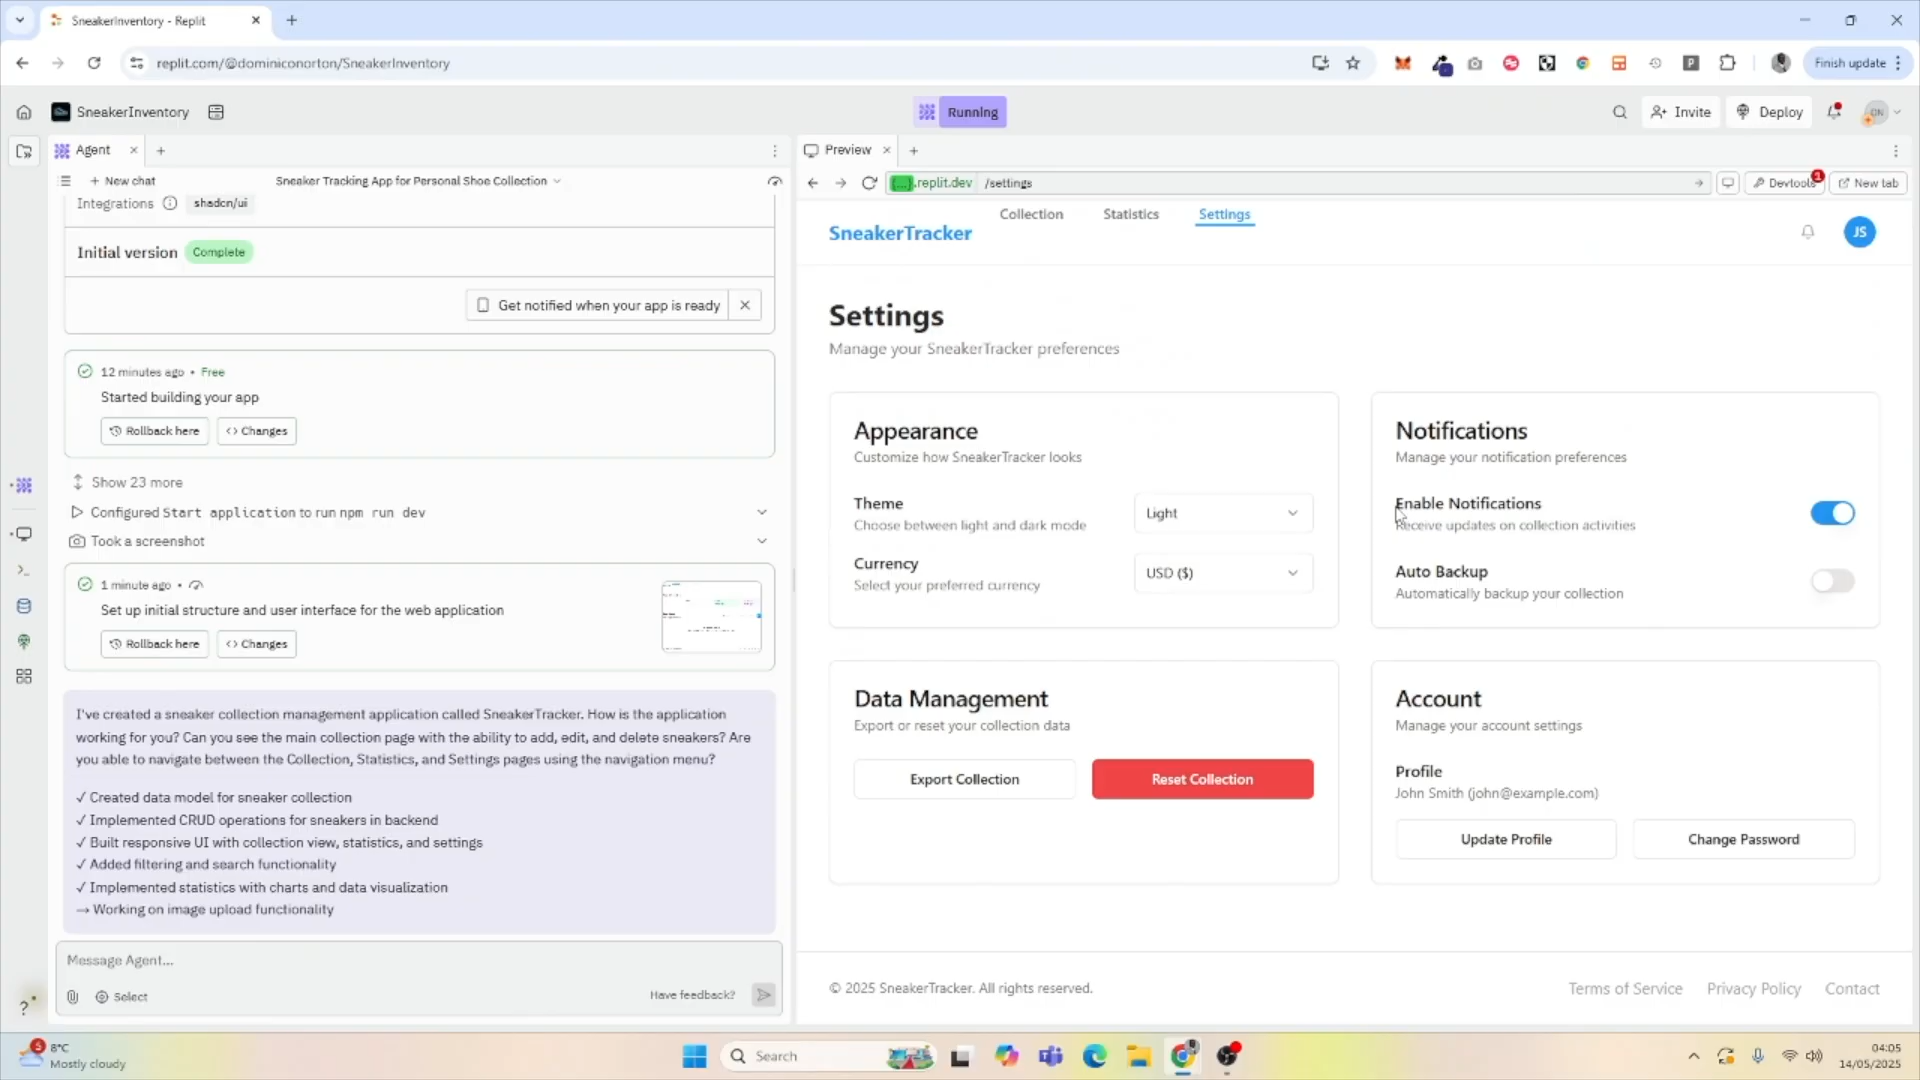 SneakerInventory - Replit
replit.com/@dominiconorton/SneakerInventory
Finish update
SneakerInventory
Running
Invite
Deploy
ON
Agent
Preview
New chat
Sneaker Tracking App for Personal Shoe Collection
{...}.replit.dev /settings
Devtools
1
New tab
Integrations
shadcn/ui
Initial version Complete
Get notified when your app is ready
12 minutes ago • Free
Started building your app
Rollback here
Changes
Show 23 more
Configured Start application to run npm run dev
Took a screenshot
1 minute ago •
Set up initial structure and user interface for the web application
Rollback here
Changes
I've created a sneaker collection management application called SneakerTracker. How is the application
working for you? Can you see the main collection page with the ability to add, edit, and delete sneakers? Are
you able to navigate between the Collection, Statistics, and Settings pages using the navigation menu?
✓ Created data model for sneaker collection
✓ Implemented CRUD operations for sneakers in backend
✓ Built responsive UI with collection view, statistics, and settings
✓ Added filtering and search functionality
✓ Implemented statistics with charts and data visualization
→ Working on image upload functionality
Message Agent...
Select
Have feedback?
SneakerTracker
Collection
Statistics
Settings
JS
Settings
Manage your SneakerTracker preferences
Appearance
Customize how SneakerTracker looks
Theme
Choose between light and dark mode
Light
Currency
Select your preferred currency
USD ($)
Notifications
Manage your notification preferences
Enable Notifications
Receive updates on collection activities
Auto Backup
Automatically backup your collection
Data Management
Export or reset your collection data
Export Collection
Reset Collection
Account
Manage your account settings
Profile
John Smith (john@example.com)
Update Profile
Change Password
© 2025 SneakerTracker. All rights reserved.
Terms of Service
Privacy Policy
Contact
5
8°C
Mostly cloudy
Search
04:05
14/05/2025